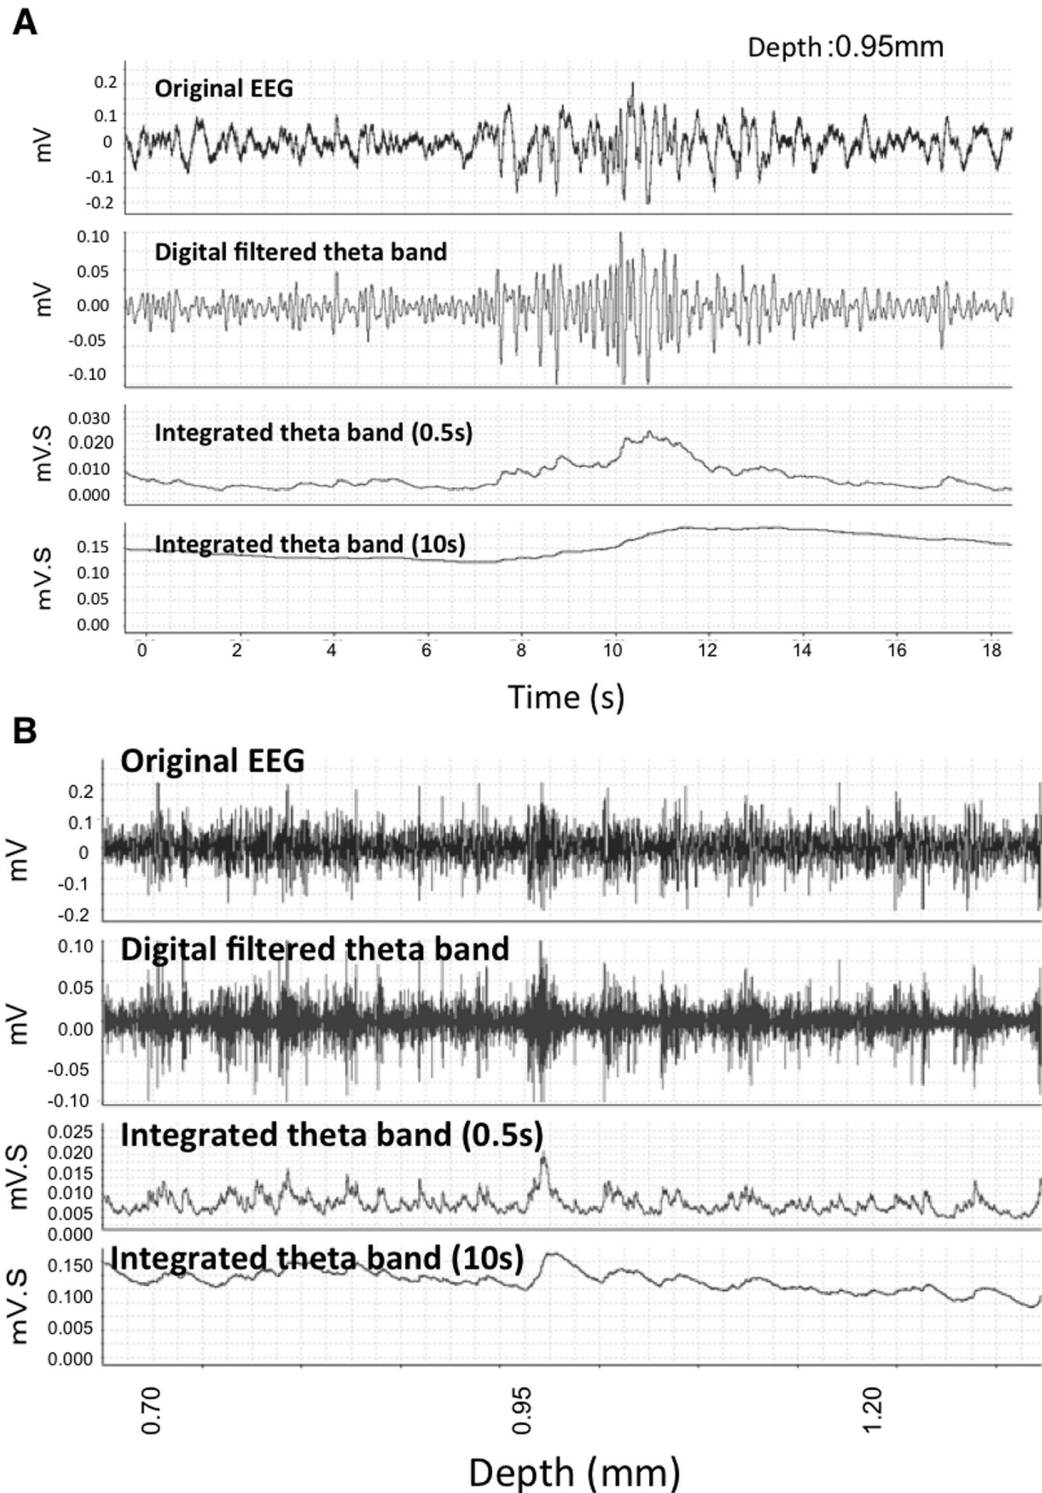 A
Depth:0.95mm
Original EEG
mV
0.2
0.1
0
-0.1
-0.2
Digital filtered theta band
mV
0.10
0.05
0.00
-0.05
-0.10
Integrated theta band (0.5s)
mV.S
0.030
0.020
0.010
0.000
Integrated theta band (10s)
mV.S
0.15
0.10
0.05
0.00
0 2 4 6 8 10 12 14 16 18
Time (s)
B
Original EEG
mV
0.2
0.1
0
-0.1
-0.2
Digital filtered theta band
mV
0.10
0.05
0.00
-0.05
-0.10
Integrated theta band (0.5s)
mV.S
0.025
0.020
0.015
0.010
0.005
0.000
Integrated theta band (10s)
mV.S
0.150
0.100
0.005
0.000
0.70 0.95 1.20
Depth (mm)